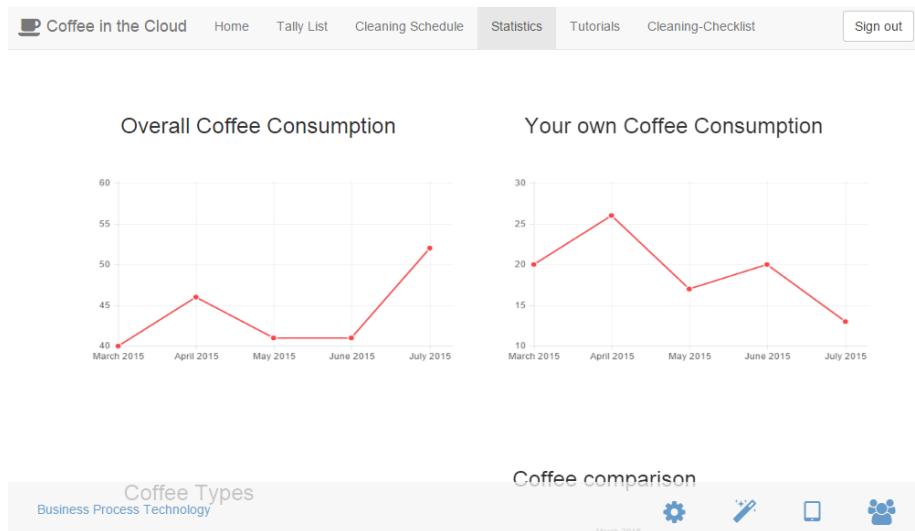 Coffee in the Cloud Home Tally List Cleaning Schedule Statistics Tutorials Cleaning-Checklist Sign out
Overall Coffee Consumption
60
55
50
45
40
March 2015 April 2015 May 2015 June 2015 July 2015
Your own Coffee Consumption
30
25
20
15
10
March 2015 April 2015 May 2015 June 2015 July 2015
Coffee Types
Coffee comparison
Business Process Technology